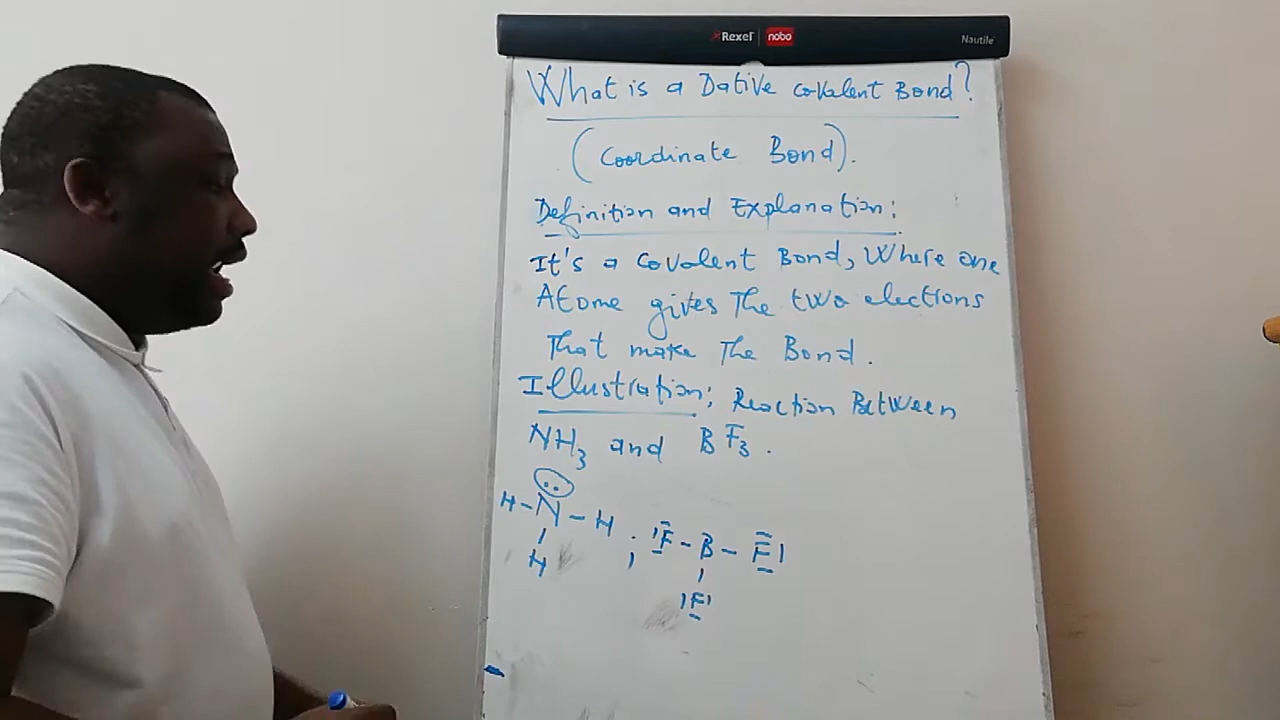 Rexel nobo Nautile
What is a Dative covalent Bond?
(Coordinate Bond).
Definition and Explanation:
It's a covalent Bond, Where one
Atome gives The two elections
That make The Bond.
Illustration; Reaction Between
NH3 and BF3.
H-N-H ; F-B-F
H F